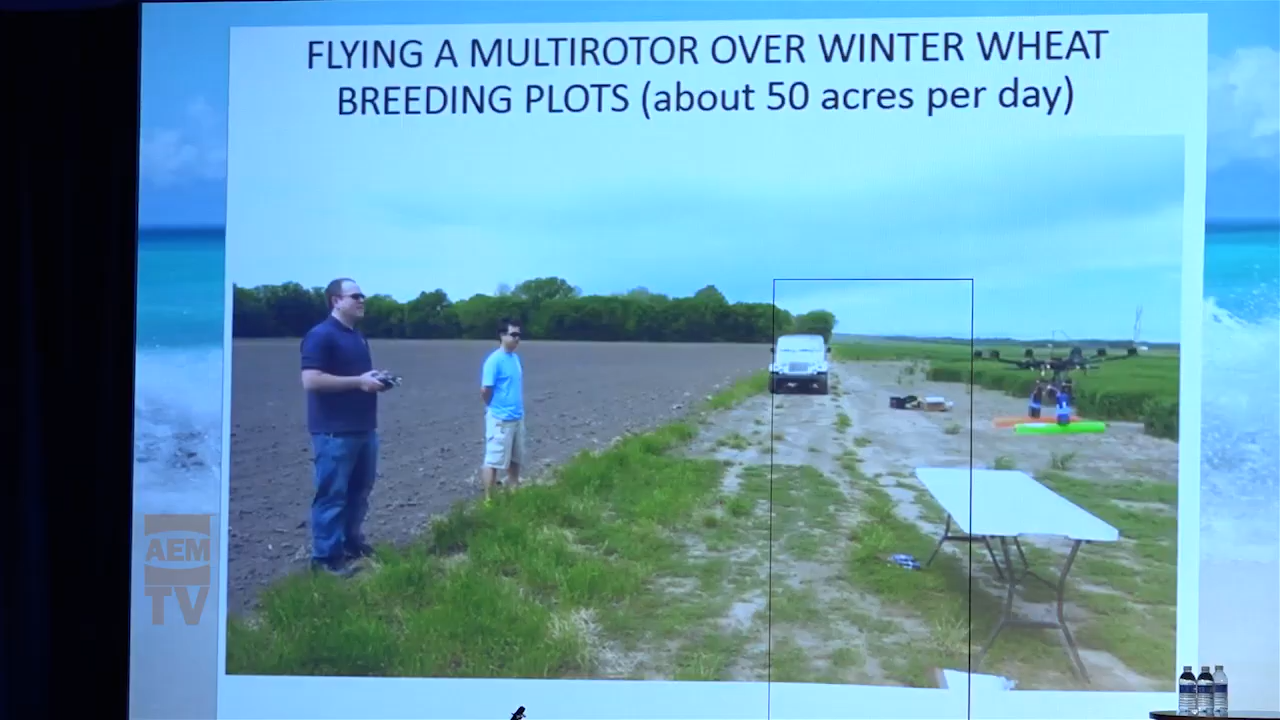 FLYING A MULTIROTOR OVER WINTER WHEAT
BREEDING PLOTS (about 50 acres per day)
AEM
TV